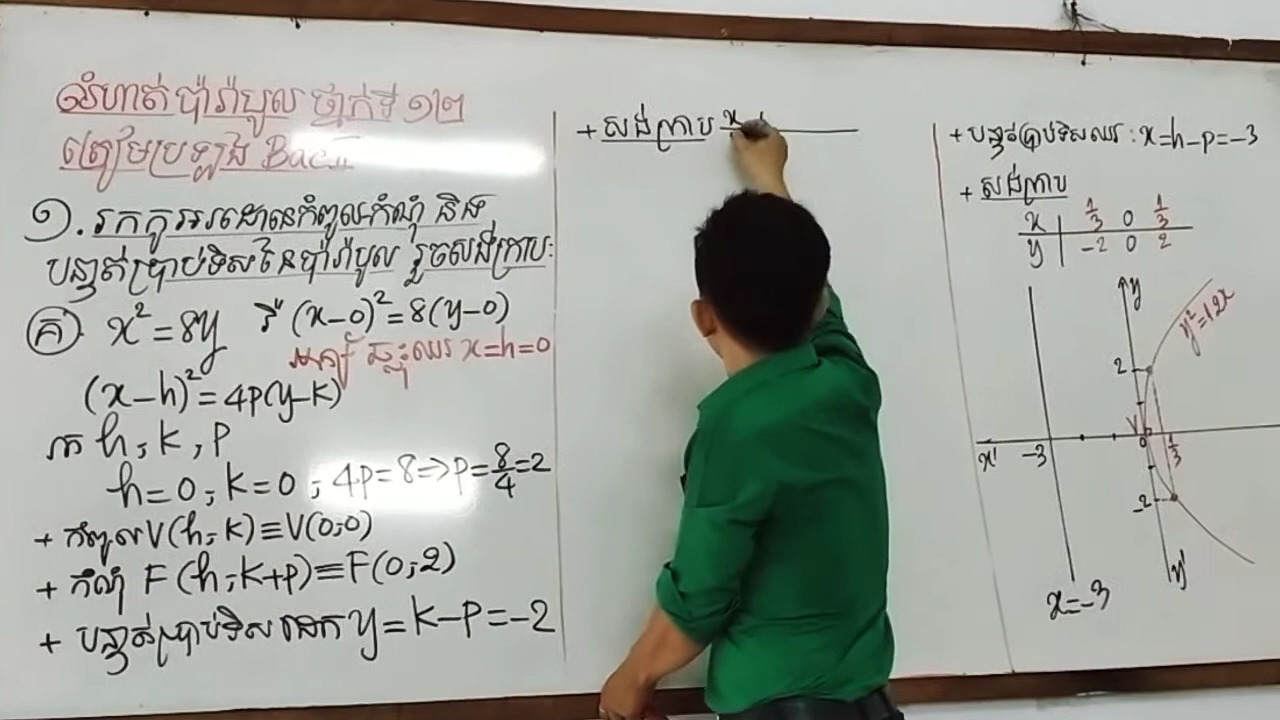 លំហាត់ ប៉ារ៉ាបូល ថ្នាក់ទី ១២
ត្រៀមប្រឡង Bac II
១. រកកូអរដោនេកំពូល កំណុំ និង
បន្ទាត់ប្រាប់ទិសនៃប៉ារ៉ាបូល រួចសង់ក្រាប:
គ) x² = 8y ឬ (x-0)² = 8(y-0)
អ័ក្ស ឆ្លុះឈរ x=h=0
(x-h)² = 4p(y-k)
រក h, k, p
h=0, k=0, 4p=8 ⇒ p=8/4=2
+ កំពូល V(h, k) ≡ V(0,0)
+ កំណុំ F(h, k+p) ≡ F(0, 2)
+ បន្ទាត់ប្រាប់ទិស ដេក y = k-p = -2
+ សង់ក្រាប x
+ បន្ទាត់ប្រាប់ទិសឈរ : x=h-p=-3
+ សង់ក្រាប
x | 1/3 0 1/3
y | -2 0 2
y
y²=12x
2
V
x' -3 0 1/3
-2
y'
x=-3